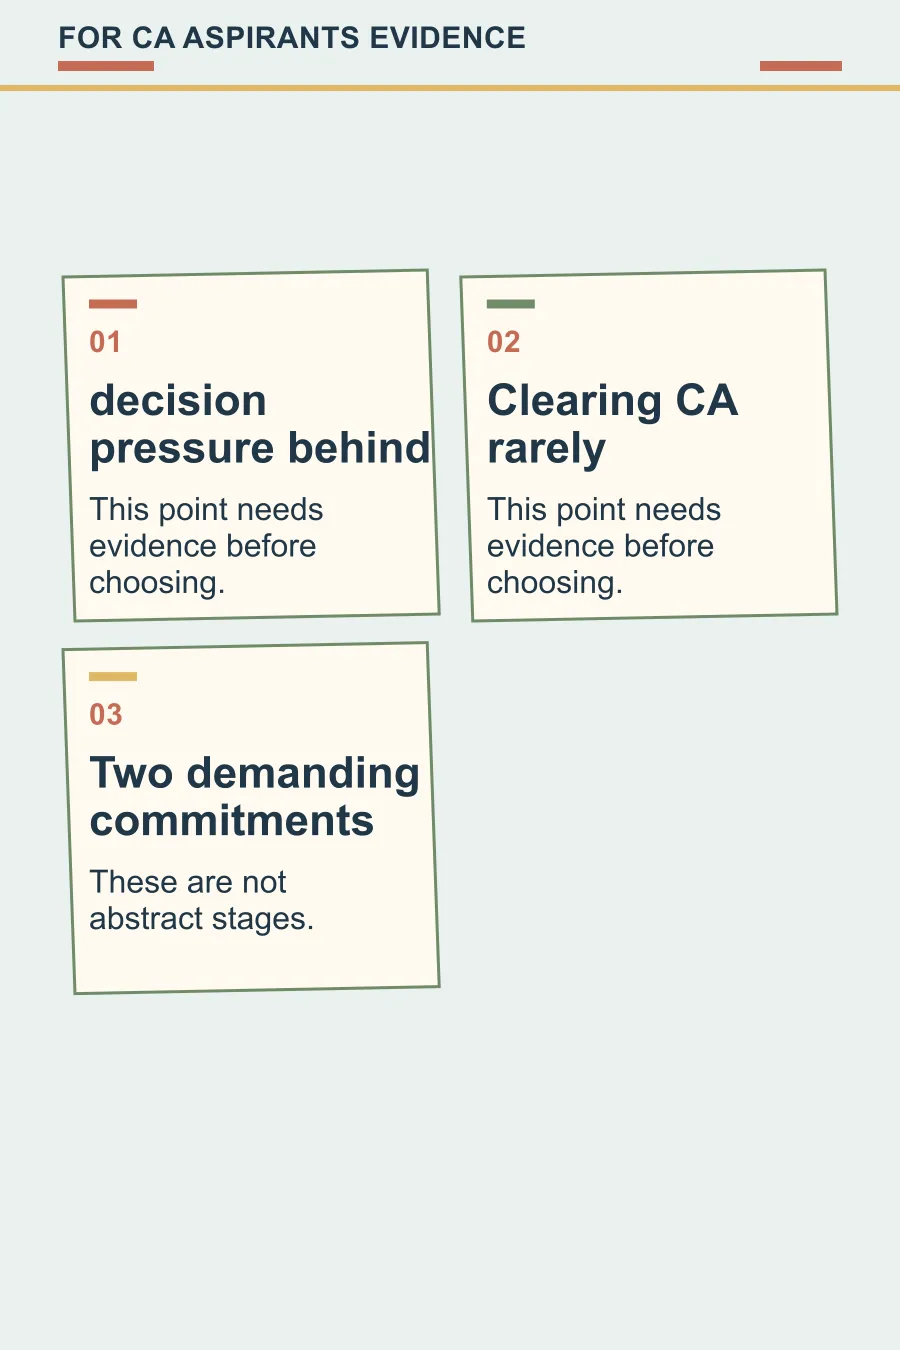 FOR CA ASPIRANTS EVIDENCE
01
decision
pressure behind
This point needs
evidence before
choosing.
02
Clearing CA
rarely
This point needs
evidence before
choosing.
03
Two demanding
commitments
These are not
abstract stages.